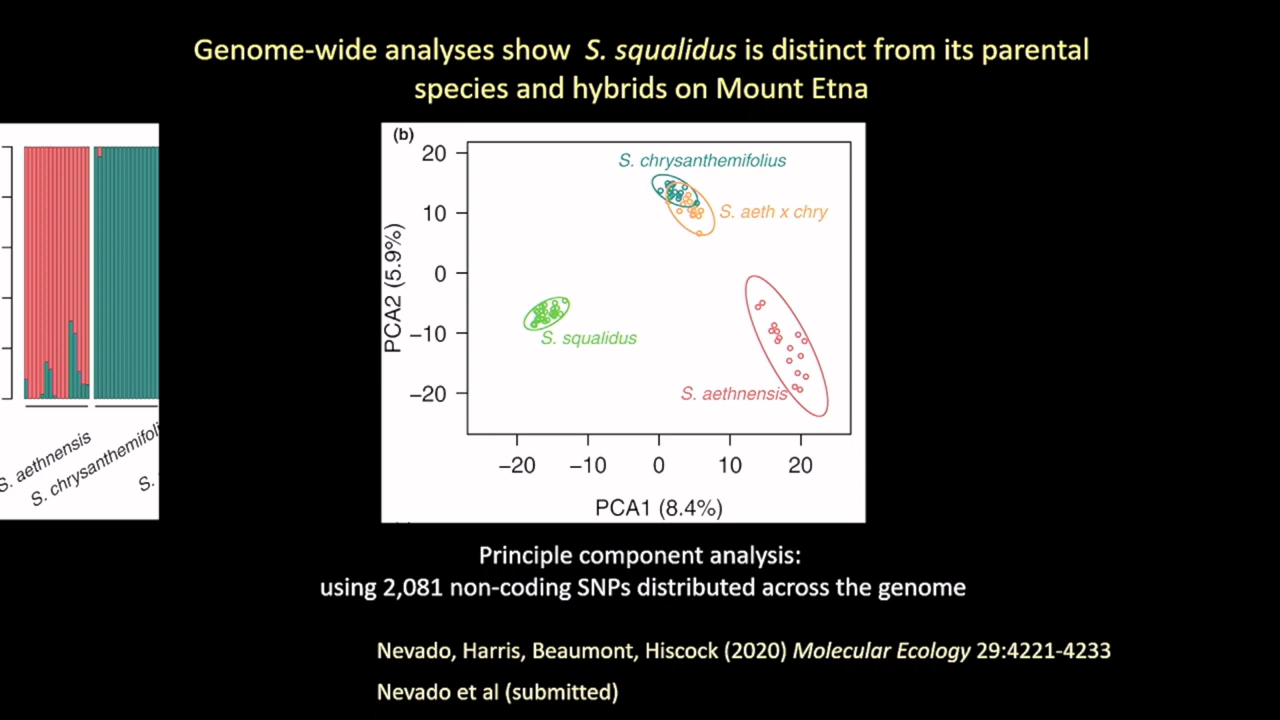 Genome-wide analyses show S. squalidus is distinct from its parental
species and hybrids on Mount Etna
S. aethnensis
S. chrysanthemifoli
S.
(b)
20
10
0
−10
−20
PCA2 (5.9%)
S. chrysanthemifolius
S. aeth x chry
S. squalidus
S. aethnensis
−20 −10 0 10 20
PCA1 (8.4%)
Principle component analysis:
using 2,081 non-coding SNPs distributed across the genome
Nevado, Harris, Beaumont, Hiscock (2020) Molecular Ecology 29:4221-4233
Nevado et al (submitted)